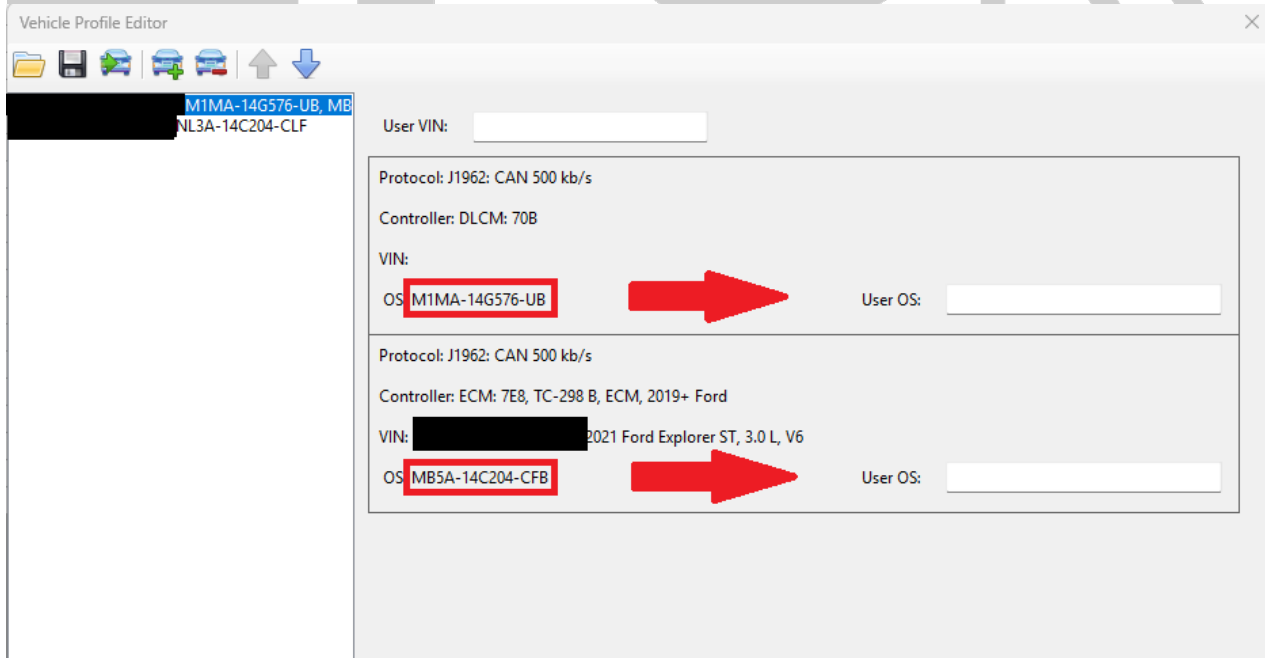 Vehicle Profile Editor
M1MA-14G576-UB, MB
NL3A-14C204-CLF
User VIN:
Protocol: J1962: CAN 500 kb/s
Controller: DLCM: 70B
VIN:
OS M1MA-14G576-UB User OS:
Protocol: J1962: CAN 500 kb/s
Controller: ECM: 7E8, TC-298 B, ECM, 2019+ Ford
VIN: 2021 Ford Explorer ST, 3.0 L, V6
OS MB5A-14C204-CFB User OS: